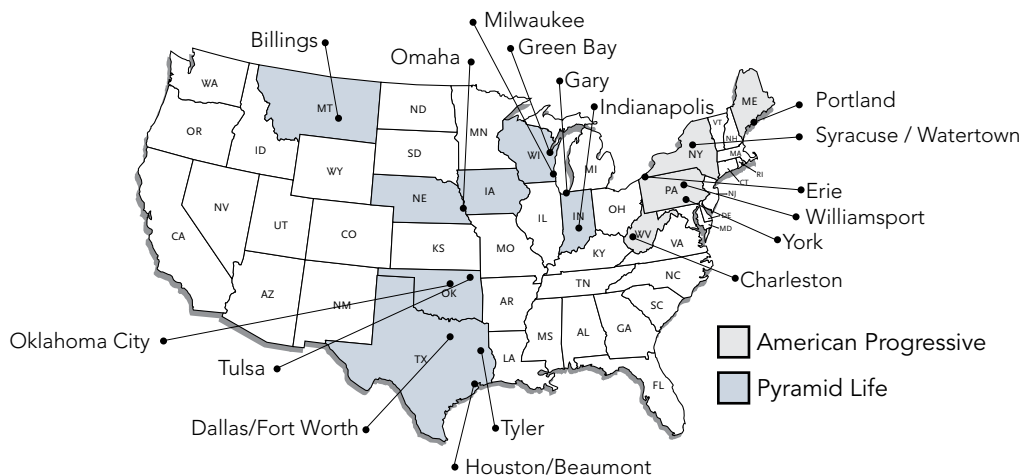 Milwaukee
Billings
Green Bay
Omaha
Gary
Indianapolis
Portland
Syracuse / Watertown
Erie
Williamsport
York
Charleston
WA
MT
ND
MN
OR
ID
SD
WY
WI
MI
NY
VT
NH
ME
MA
RI
CT
NJ
PA
NE
IA
NV
UT
CO
IL
IN
OH
DE
MD
WV
VA
CA
KS
MO
KY
NC
TN
AZ
NM
OK
AR
SC
MS
AL
GA
TX
LA
FL
Oklahoma City
Tulsa
Dallas/Fort Worth
Tyler
Houston/Beaumont
American Progressive
Pyramid Life